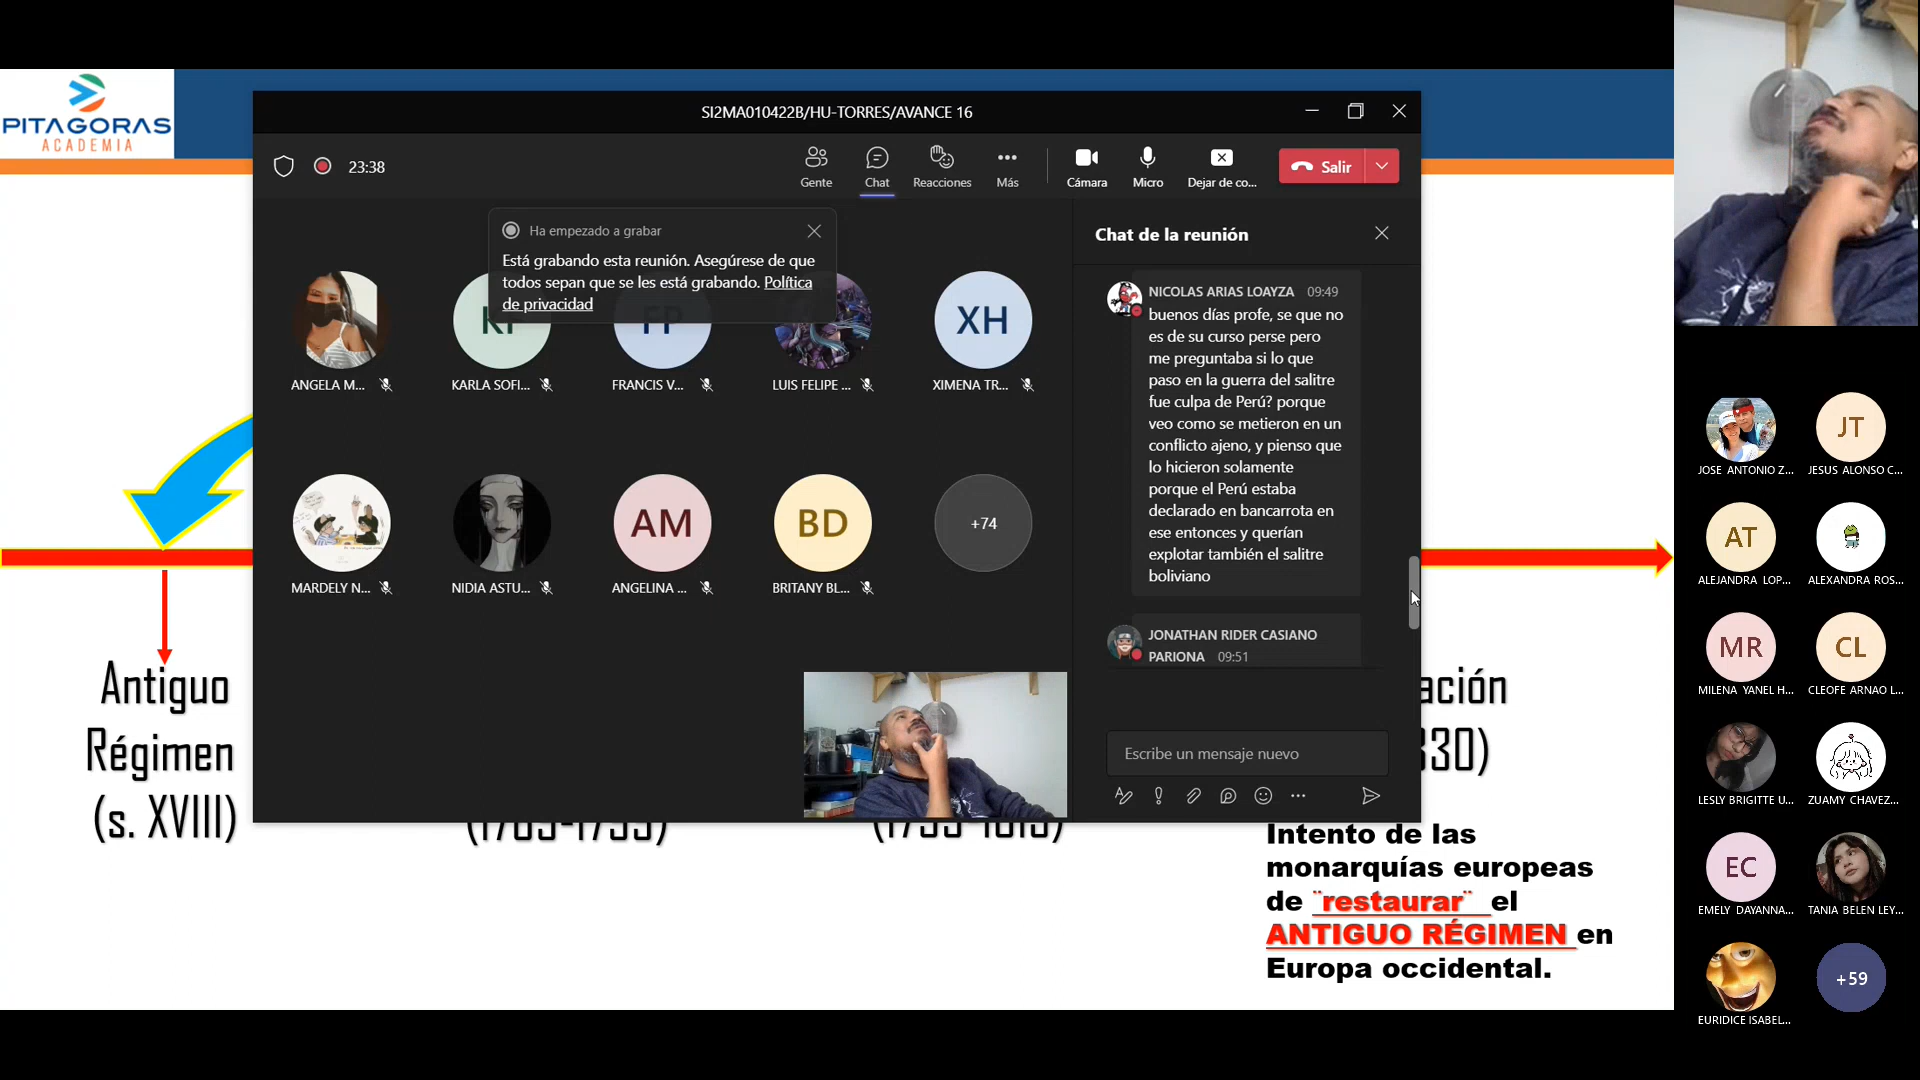 PITAGORAS
ACADEMIA
SI2MA010422B/HU-TORRES/AVANCE 16
23:38
Gente
Chat
Reacciones
Más
Cámara
Micro
Dejar de co...
Salir
Ha empezado a grabar
Está grabando esta reunión. Asegúrese de que
todos sepan que se les está grabando. Política
de privacidad
FP
XH
ANGELA M...
KARLA SOFI...
FRANCIS V...
LUIS FELIPE ...
XIMENA TR...
AM
BD
+74
MARDELY N...
NIDIA ASTU...
ANGELINA ...
BRITANY BL...
Chat de la reunión
NICOLAS ARIAS LOAYZA 09:49
buenos días profe, se que no
es de su curso perse pero
me preguntaba si lo que
paso en la guerra del salitre
fue culpa de Perú? porque
veo como se metieron en un
conflicto ajeno, y pienso que
lo hicieron solamente
porque el Perú estaba
declarado en bancarrota en
ese entonces y querían
explotar también el salitre
boliviano
JONATHAN RIDER CASIANO
PARIONA 09:51
Escribe un mensaje nuevo
Antiguo
Régimen
(s. XVIII)
ación
830)
Intento de las
monarquías europeas
de ¨restaurar¨ el
ANTIGUO RÉGIMEN en
Europa occidental.
JT
JOSE ANTONIO Z...
JESUS ALONSO C...
AT
ALEJANDRA LOP...
ALEXANDRA ROS...
MR
CL
MILENA YANEL H...
CLEOFE ARNAO L...
LESLY BRIGITTE U...
ZUAMY CHAVEZ...
EC
EMELY DAYANNA...
TANIA BELEN LEY...
+59
EURIDICE ISABEL...